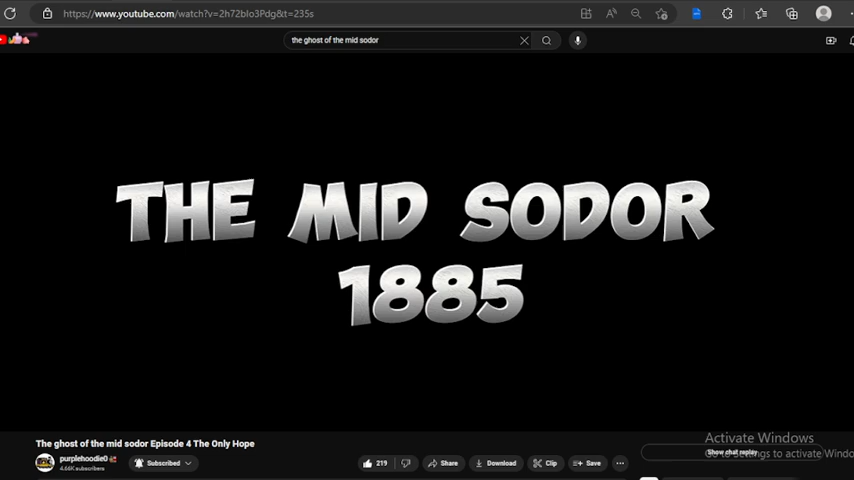 https://www.youtube.com/watch?v=2h72bIo3Pdg&t=235s
the ghost of the mid sodor
THE MID SODOR
1885
The ghost of the mid sodor Episode 4 The Only Hope
purplehoodie0
4.66K subscribers
Subscribed
219
Share
Download
Clip
Save
Show chat replay
Activate Windows
Go to Settings to activate Windo